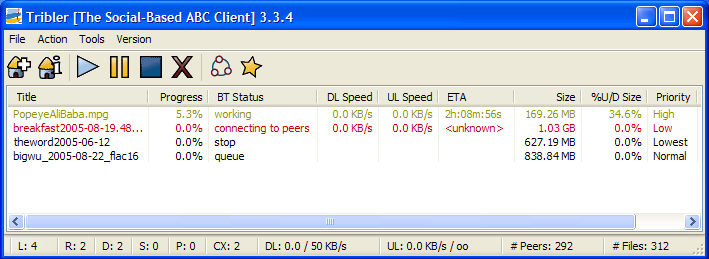 Tribler [The Social-Based ABC Client] 3.3.4
File Action Tools Version
Title Progress BT Status DL Speed UL Speed ETA Size %U/D Size Priority
PopeyeAliBaba.mpg 5.3% working 0.0 KB/s 0.0 KB/s 2h:08m:56s 169.26 MB 34.6% High
breakfast2005-08-19.48... 0.0% connecting to peers 0.0 KB/s 0.0 KB/s <unknown> 1.03 GB 0.0% Low
theword2005-06-12 0.0% stop 627.19 MB 0.0% Lowest
bigwu_2005-08-22_flac16 0.0% queue 838.84 MB 0.0% Normal
L: 4 R: 2 D: 2 S: 0 P: 0 CX: 2 DL: 0.0 / 50 KB/s UL: 0.0 KB/s / oo # Peers: 292 # Files: 312